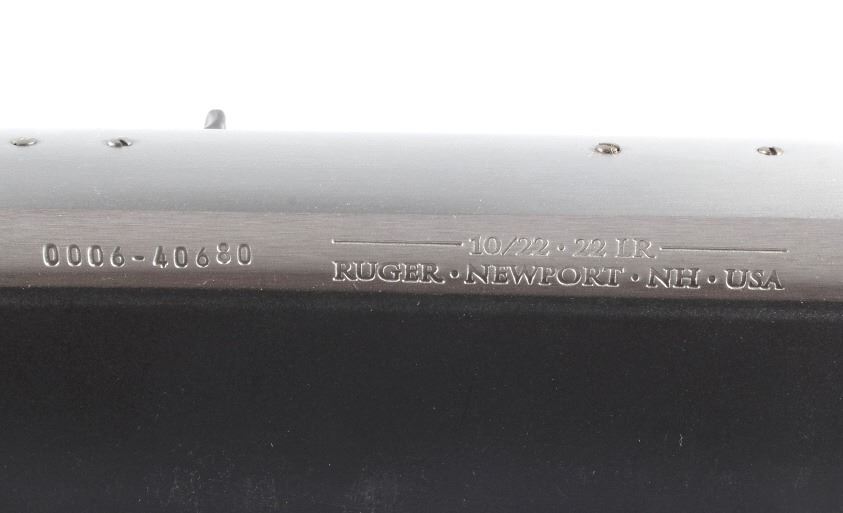 0006-40680
10/22 · 22 LR
RUGER · NEWPORT · NH · USA